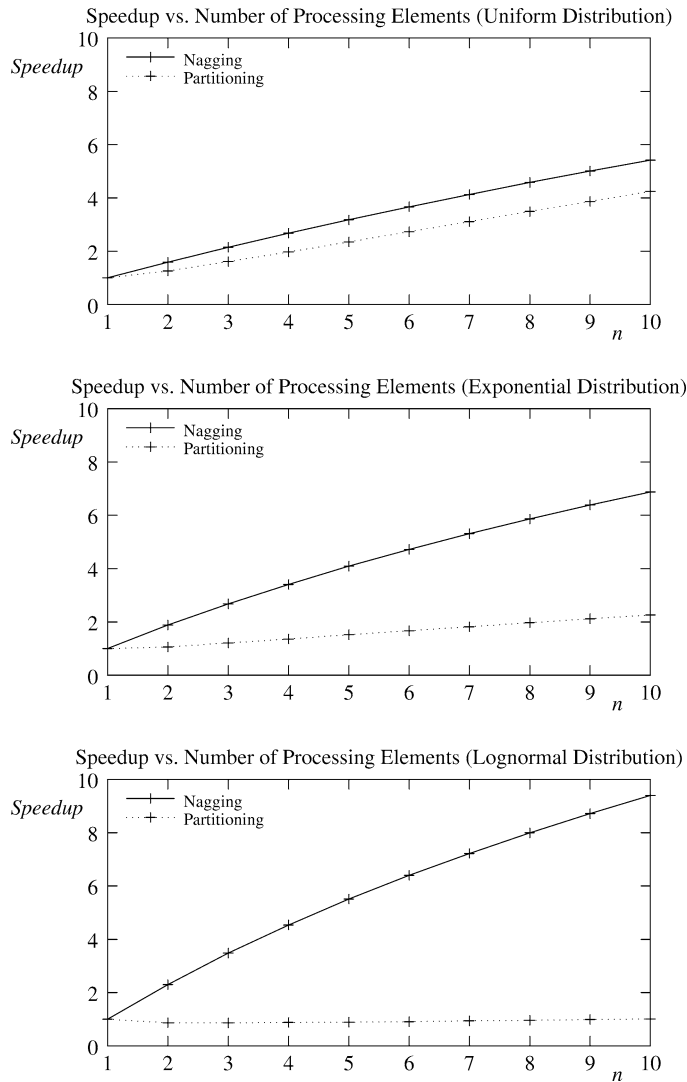 Speedup vs. Number of Processing Elements (Uniform Distribution)
10
Speedup
Nagging
Partitioning
8
6
4
2
0
1 2 3 4 5 6 7 8 9 10
n
Speedup vs. Number of Processing Elements (Exponential Distribution)
10
Speedup
Nagging
Partitioning
8
6
4
2
0
1 2 3 4 5 6 7 8 9 10
n
Speedup vs. Number of Processing Elements (Lognormal Distribution)
10
Speedup
Nagging
Partitioning
8
6
4
2
0
1 2 3 4 5 6 7 8 9 10
n